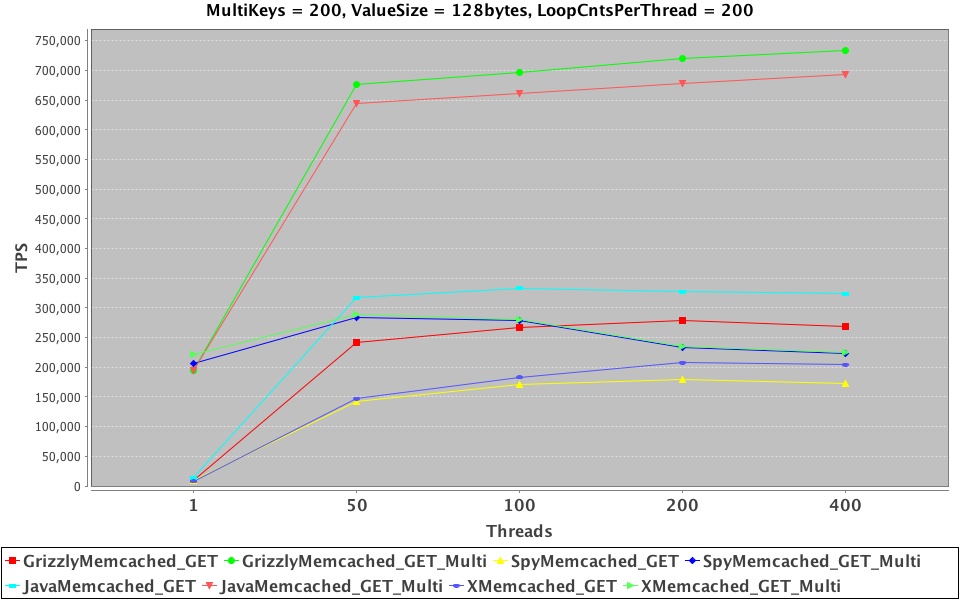 MultiKeys = 200, ValueSize = 128bytes, LoopCntsPerThread = 200
750,000
700,000
650,000
600,000
550,000
500,000
450,000
400,000
350,000
300,000
250,000
200,000
150,000
100,000
50,000
0
TPS
1 50 100 200 400
Threads
GrizzlyMemcached_GET GrizzlyMemcached_GET_Multi SpyMemcached_GET SpyMemcached_GET_Multi
JavaMemcached_GET JavaMemcached_GET_Multi XMemcached_GET XMemcached_GET_Multi